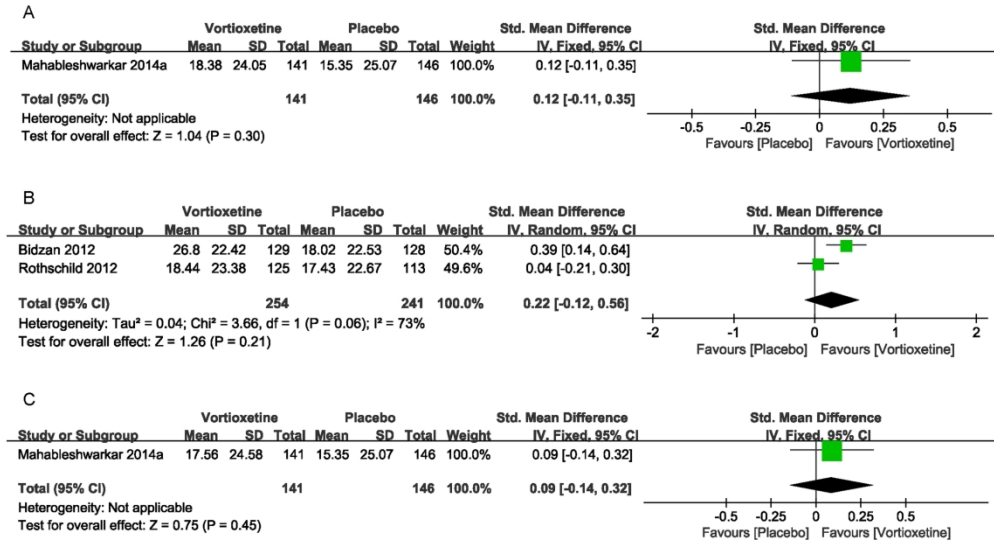 A
Vortioxetine Placebo Std. Mean Difference Std. Mean Difference
Study or Subgroup Mean SD Total Mean SD Total Weight IV, Fixed, 95% CI IV, Fixed, 95% CI
Mahableshwarkar 2014a 18.38 24.05 141 15.35 25.07 146 100.0% 0.12 [-0.11, 0.35]
Total (95% CI) 141 146 100.0% 0.12 [-0.11, 0.35]
Heterogeneity: Not applicable
Test for overall effect: Z = 1.04 (P = 0.30)
-0.5 -0.25 0 0.25 0.5
Favours [Placebo] Favours [Vortioxetine]
B
Vortioxetine Placebo Std. Mean Difference Std. Mean Difference
Study or Subgroup Mean SD Total Mean SD Total Weight IV, Random, 95% CI IV, Random, 95% CI
Bidzan 2012 26.8 22.42 129 18.02 22.53 128 50.4% 0.39 [0.14, 0.64]
Rothschild 2012 18.44 23.38 125 17.43 22.67 113 49.6% 0.04 [-0.21, 0.30]
Total (95% CI) 254 241 100.0% 0.22 [-0.12, 0.56]
Heterogeneity: Tau² = 0.04; Chi² = 3.66, df = 1 (P = 0.06); I² = 73%
Test for overall effect: Z = 1.26 (P = 0.21)
-2 -1 0 1 2
Favours [Placebo] Favours [Vortioxetine]
C
Vortioxetine Placebo Std. Mean Difference Std. Mean Difference
Study or Subgroup Mean SD Total Mean SD Total Weight IV, Fixed, 95% CI IV, Fixed, 95% CI
Mahableshwarkar 2014a 17.56 24.58 141 15.35 25.07 146 100.0% 0.09 [-0.14, 0.32]
Total (95% CI) 141 146 100.0% 0.09 [-0.14, 0.32]
Heterogeneity: Not applicable
Test for overall effect: Z = 0.75 (P = 0.45)
-0.5 -0.25 0 0.25 0.5
Favours [Placebo] Favours [Vortioxetine]